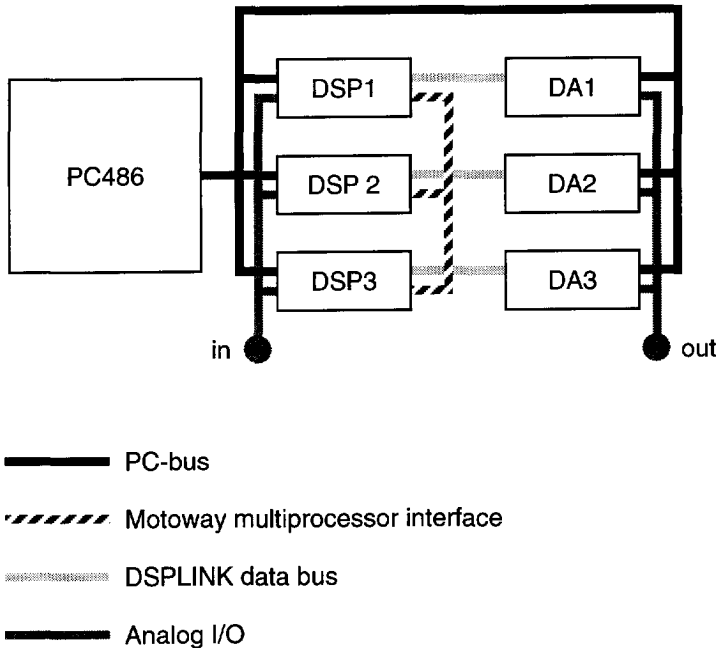 DSP1
DA1
PC486
DSP 2
DA2
DSP3
DA3
in
out
PC-bus
Motoway multiprocessor interface
DSPLINK data bus
Analog I/O